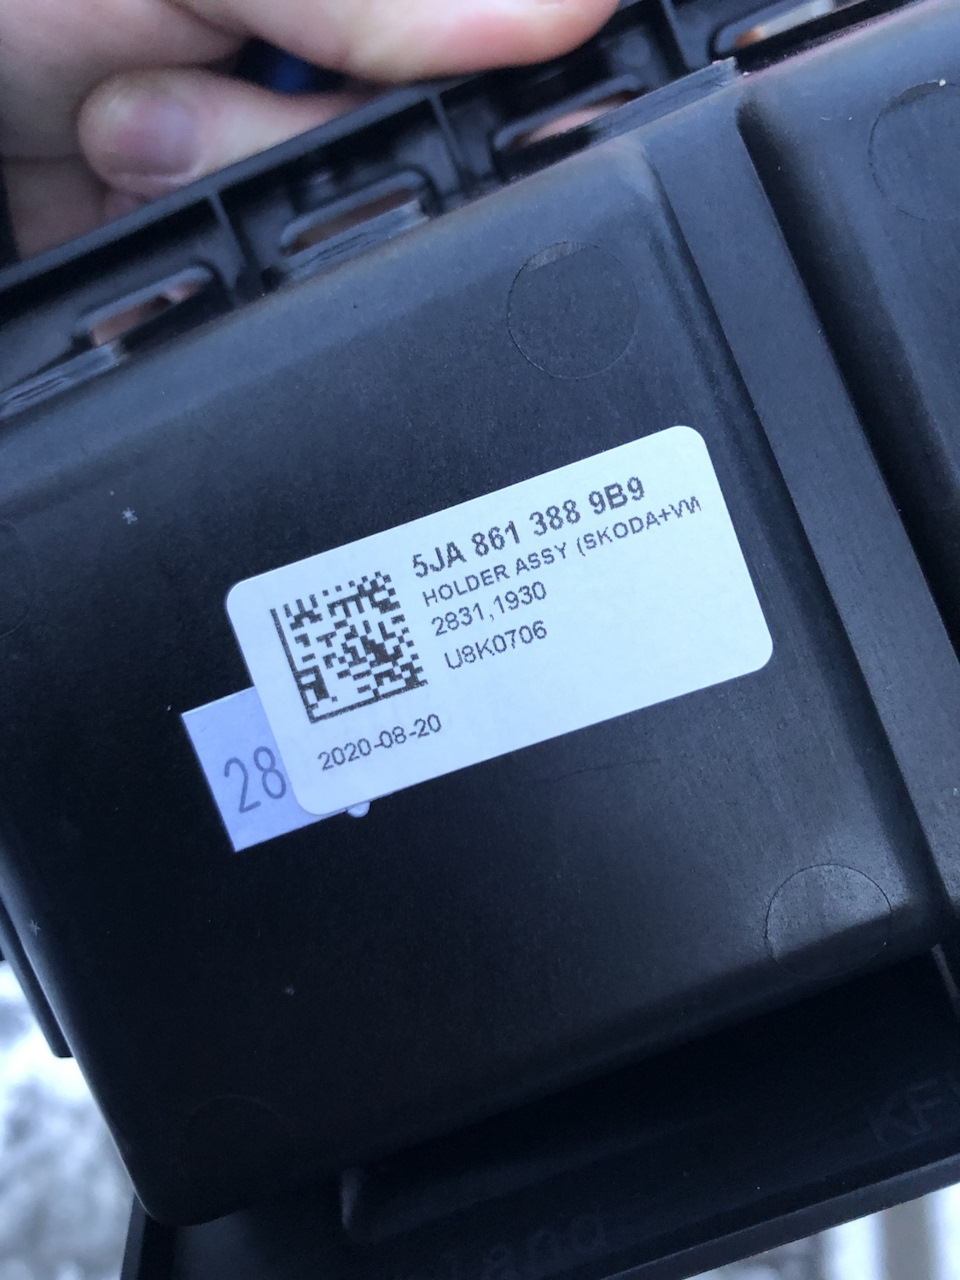 5JA 861 388 9B9
HOLDER ASSY (SKODA+VW
2831,1930
U8K0706
2020-08-20
28